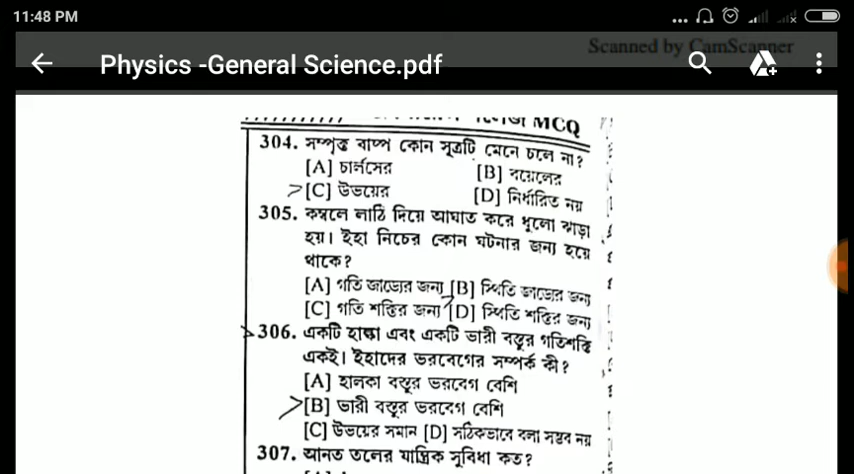 11:48 PM
Scanned by CamScanner
Physics -General Science.pdf
MCQ
304. সম্পৃক্ত বাষ্প কোন সূত্রটি মেনে চলে না?
[A] চার্লসের [B] বয়েলের
[C] উভয়ের [D] নির্ধারিত নয়
305. কম্বলে লাঠি দিয়ে আঘাত করে ধুলো ঝাড়া
হয়। ইহা নিচের কোন ঘটনার জন্য হয়ে
থাকে?
[A] গতি জাড্যের জন্য [B] স্থিতি জাড্যের জন্য
[C] গতি শক্তির জন্য [D] স্থিতি শক্তির জন্য
306. একটি হাল্কা এবং একটি ভারী বস্তুর গতিশক্তি
একই। ইহাদের ভরবেগের সম্পর্ক কী?
[A] হালকা বস্তুর ভরবেগ বেশি
[B] ভারী বস্তুর ভরবেগ বেশি
[C] উভয়ের সমান [D] সঠিকভাবে বলা সম্ভব নয়
307. আনত তলের যান্ত্রিক সুবিধা কত?